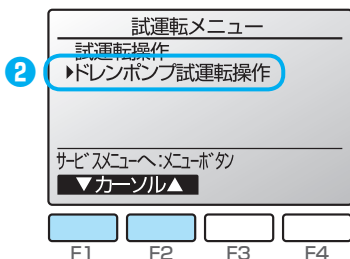 試運転メニュー
試運転操作
2 ▶ドレンポンプ試運転操作
サービスメニューへ:メニューボタン
▼カーソル▲
F1 F2 F3 F4